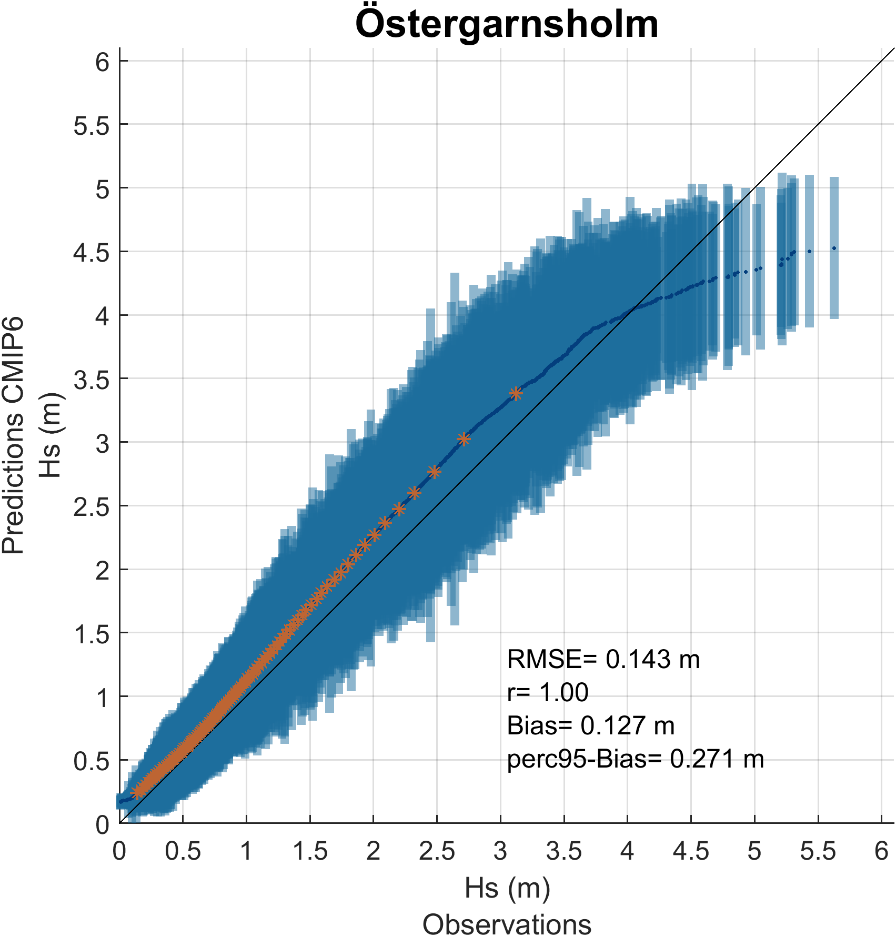 Östergarnsholm
Predictions CMIP6
Hs (m)
6
5.5
5
4.5
4
3.5
3
2.5
2
1.5
1
0.5
0
RMSE= 0.143 m
r= 1.00
Bias= 0.127 m
perc95-Bias= 0.271 m
0 0.5 1 1.5 2 2.5 3 3.5 4 4.5 5 5.5 6
Hs (m)
Observations